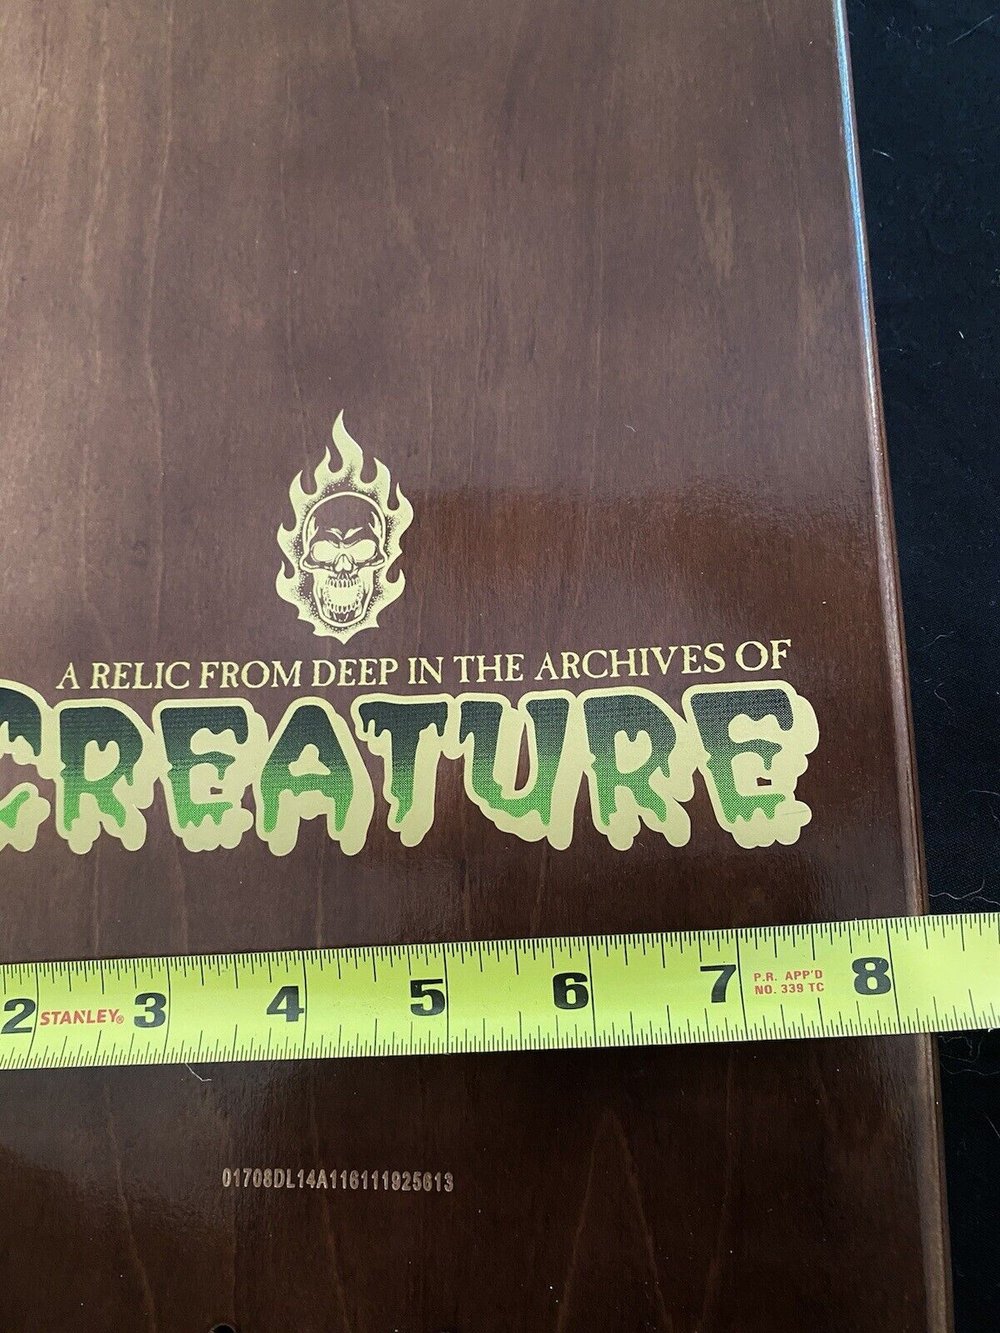 A RELIC FROM DEEP IN THE ARCHIVES OF
CREATURE
2 STANLEY® 3 4 5 6 7 P.R. APP'D 8
NO. 339 TC
01708DL14A116111925613